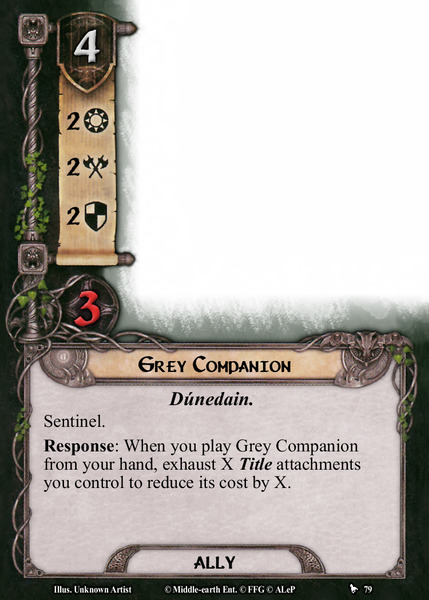 4
2
2
2
3
Grey Companion
Dúnedain.
Sentinel.
Response: When you play Grey Companion
from your hand, exhaust X Title attachments
you control to reduce its cost by X.
ALLY
Illus. Unknown Artist © Middle-earth Ent. © FFG © ALeP 79